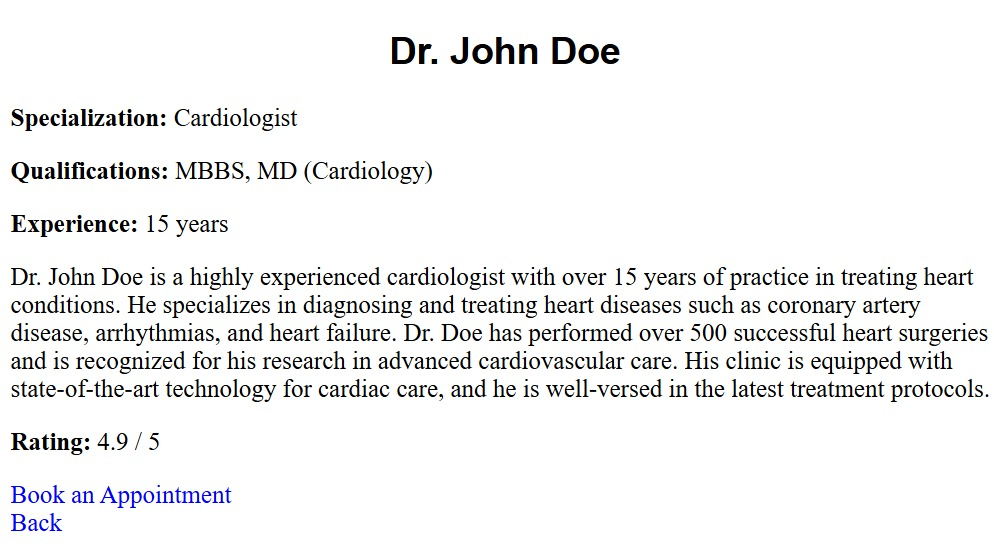 Dr. John Doe
Specialization: Cardiologist
Qualifications: MBBS, MD (Cardiology)
Experience: 15 years
Dr. John Doe is a highly experienced cardiologist with over 15 years of practice in treating heart
conditions. He specializes in diagnosing and treating heart diseases such as coronary artery
disease, arrhythmias, and heart failure. Dr. Doe has performed over 500 successful heart surgeries
and is recognized for his research in advanced cardiovascular care. His clinic is equipped with
state-of-the-art technology for cardiac care, and he is well-versed in the latest treatment protocols.
Rating: 4.9 / 5
Book an Appointment
Back